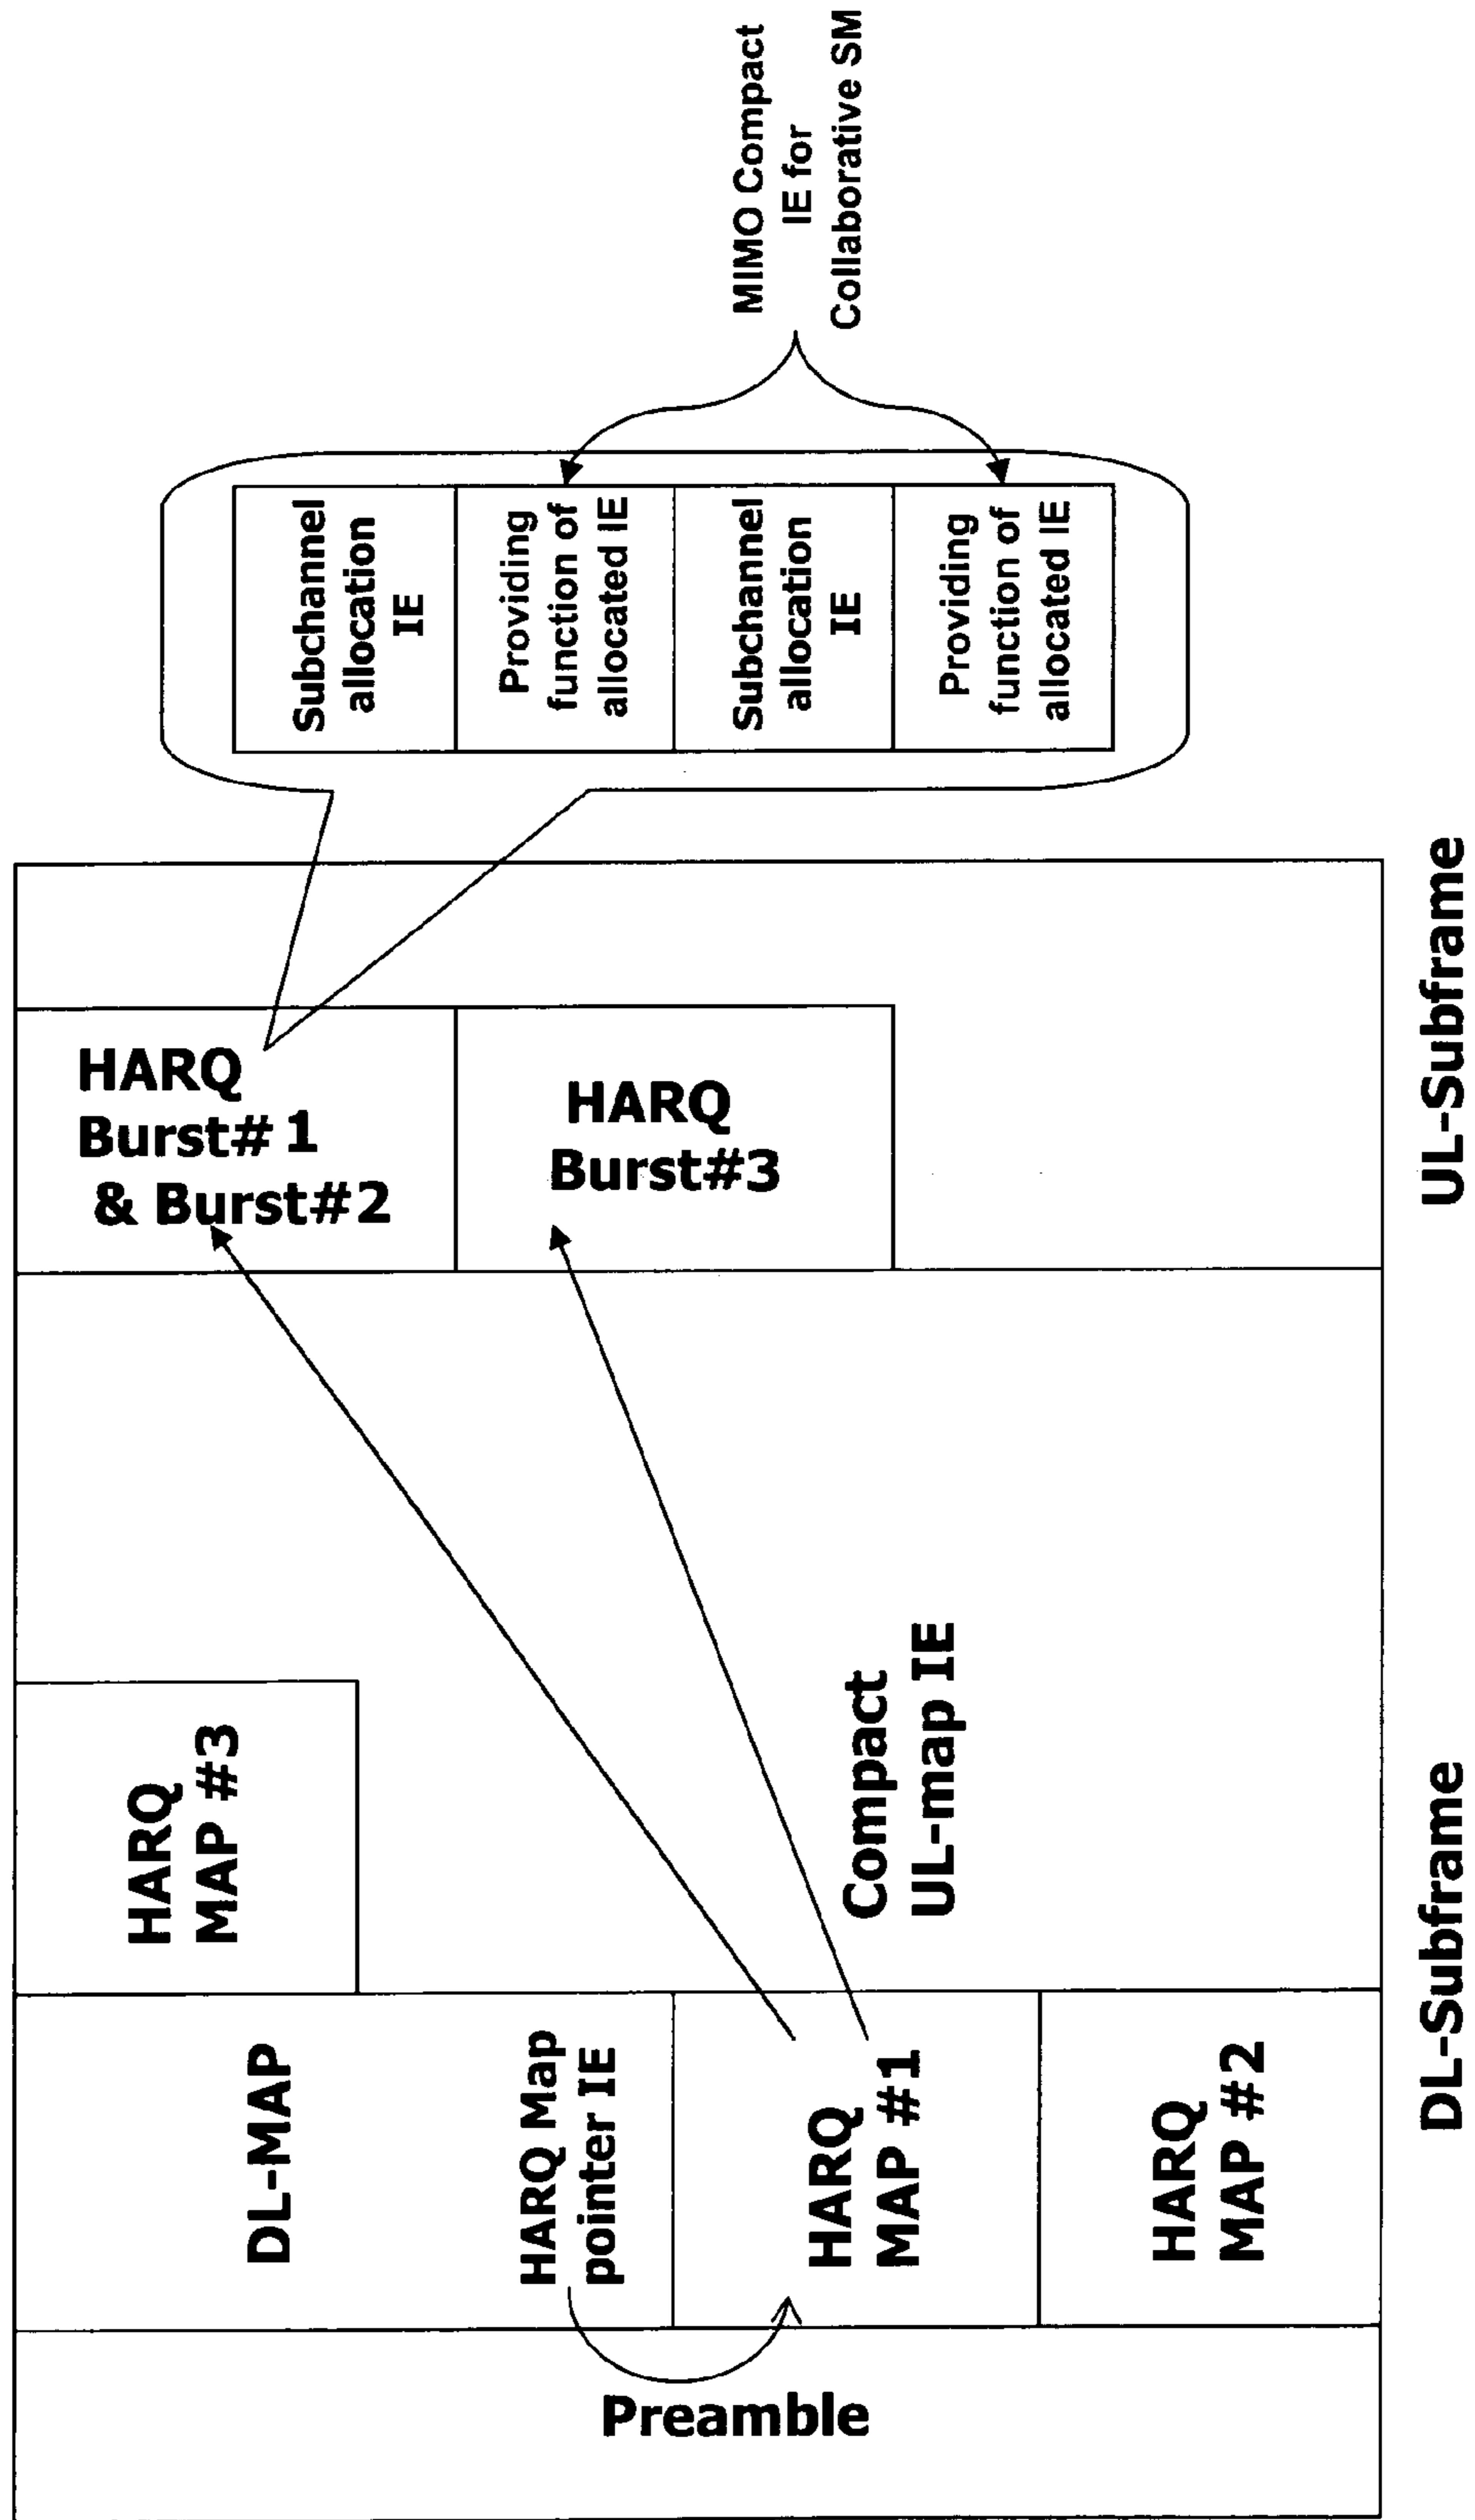 Preamble
DL-MAP
HARQ Map
pointer IE
HARQ
MAP #1
HARQ
MAP #2
HARQ
MAP #3
Compact
UL-map IE
HARQ
Burst#1
& Burst#2
HARQ
Burst#3
Subchannel
allocation
IE
Providing
function of
allocated IE
Subchannel
allocation
IE
Providing
function of
allocated IE
MIMO Compact
IE for
Collaborative SM
DL-Subframe
UL-Subframe